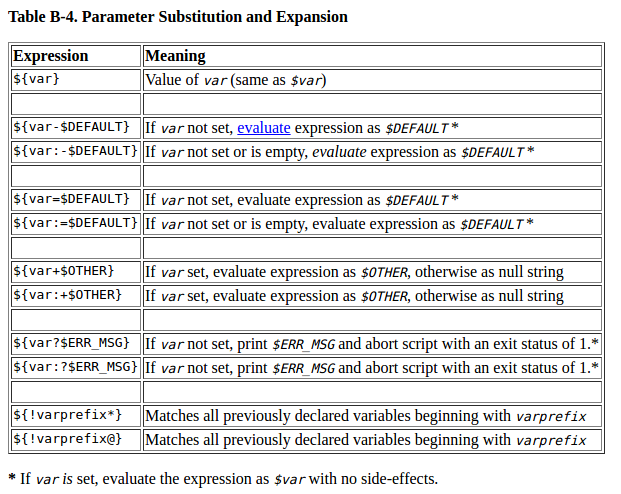 Table B-4. Parameter Substitution and Expansion
Expression Meaning
${var} Value of var (same as $var)
${var-$DEFAULT} If var not set, evaluate expression as $DEFAULT *
${var:-$DEFAULT} If var not set or is empty, evaluate expression as $DEFAULT *
${var=$DEFAULT} If var not set, evaluate expression as $DEFAULT *
${var:=$DEFAULT} If var not set or is empty, evaluate expression as $DEFAULT *
${var+$OTHER} If var set, evaluate expression as $OTHER, otherwise as null string
${var:+$OTHER} If var set, evaluate expression as $OTHER, otherwise as null string
${var?$ERR_MSG} If var not set, print $ERR_MSG and abort script with an exit status of 1.*
${var:?$ERR_MSG} If var not set, print $ERR_MSG and abort script with an exit status of 1.*
${!varprefix*} Matches all previously declared variables beginning with varprefix
${!varprefix@} Matches all previously declared variables beginning with varprefix
* If var is set, evaluate the expression as $var with no side-effects.